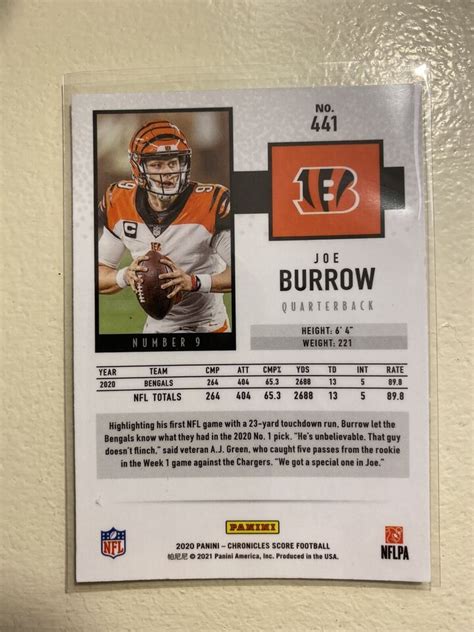 NO.
441
B
9
9
C
JOE
BURROW
QUARTERBACK
NUMBER 9
HEIGHT: 6' 4"
WEIGHT: 221
YEAR TEAM CMP ATT CMP% YDS TD INT RATE
2020 BENGALS 264 404 65.3 2688 13 5 89.8
NFL TOTALS 264 404 65.3 2688 13 5 89.8
Highlighting his first NFL game with a 23-yard touchdown run, Burrow let the
Bengals know what they had in the 2020 No. 1 pick. "He's unbelievable. That guy
doesn't flinch," said veteran A.J. Green, who caught five passes from the rookie
in the Week 1 game against the Chargers. "We got a special one in Joe."
PANINI
NFL
2020 PANINI – CHRONICLES SCORE FOOTBALL
帕尼尼 © 2021 Panini America, Inc. Produced in the USA.
NFLPA